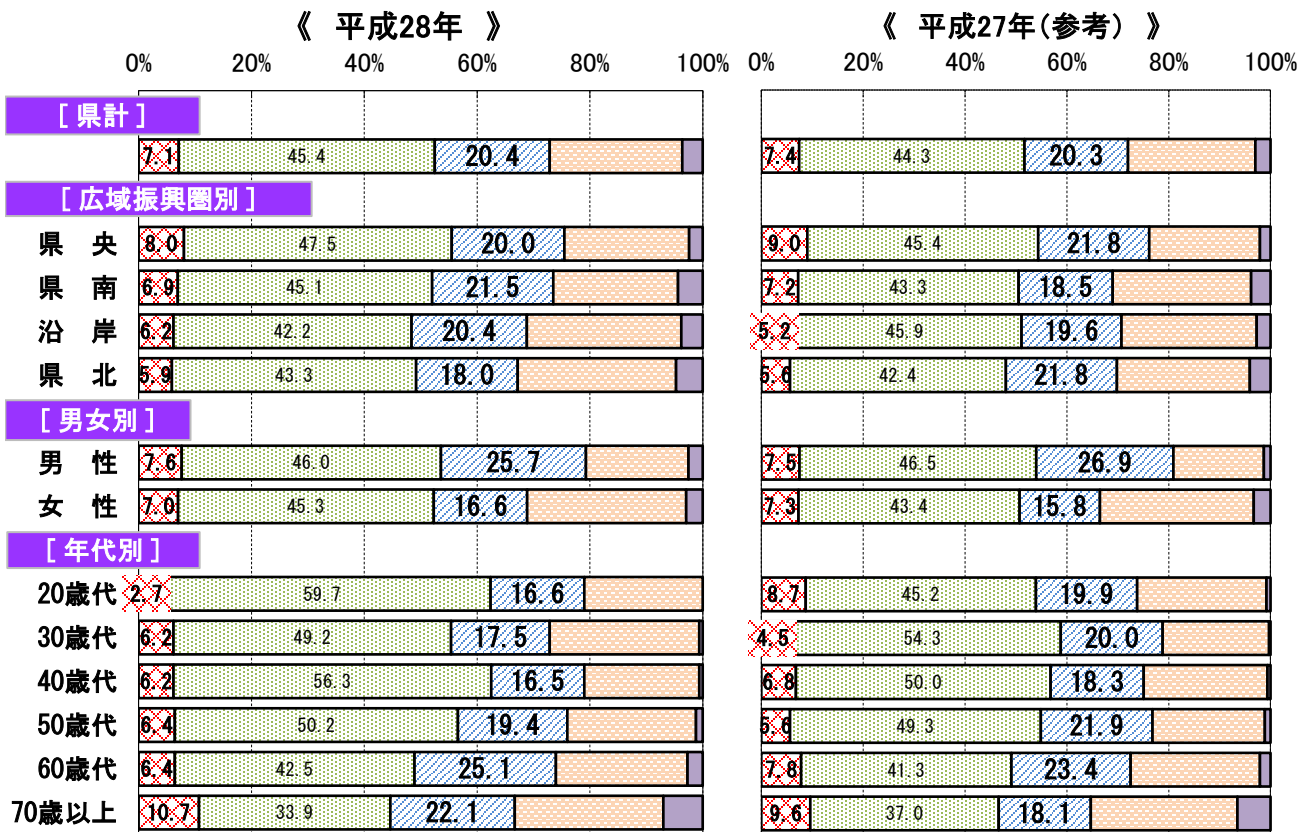 《 平成28年 》
《 平成27年(参考) 》
0% 20% 40% 60% 80% 100%
0% 20% 40% 60% 80% 100%
[ 県計 ]
7.1 45.4 20.4
7.4 44.3 20.3
[ 広域振興圏別 ]
県 央 8.0 47.5 20.0
9.0 45.4 21.8
県 南 6.9 45.1 21.5
7.2 43.3 18.5
沿 岸 6.2 42.2 20.4
5.2 45.9 19.6
県 北 5.9 43.3 18.0
5.6 42.4 21.8
[ 男女別 ]
男 性 7.6 46.0 25.7
7.5 46.5 26.9
女 性 7.0 45.3 16.6
7.3 43.4 15.8
[ 年代別 ]
20歳代 2.7 59.7 16.6
8.7 45.2 19.9
30歳代 6.2 49.2 17.5
4.5 54.3 20.0
40歳代 6.2 56.3 16.5
6.8 50.0 18.3
50歳代 6.4 50.2 19.4
5.6 49.3 21.9
60歳代 6.4 42.5 25.1
7.8 41.3 23.4
70歳以上 10.7 33.9 22.1
9.6 37.0 18.1